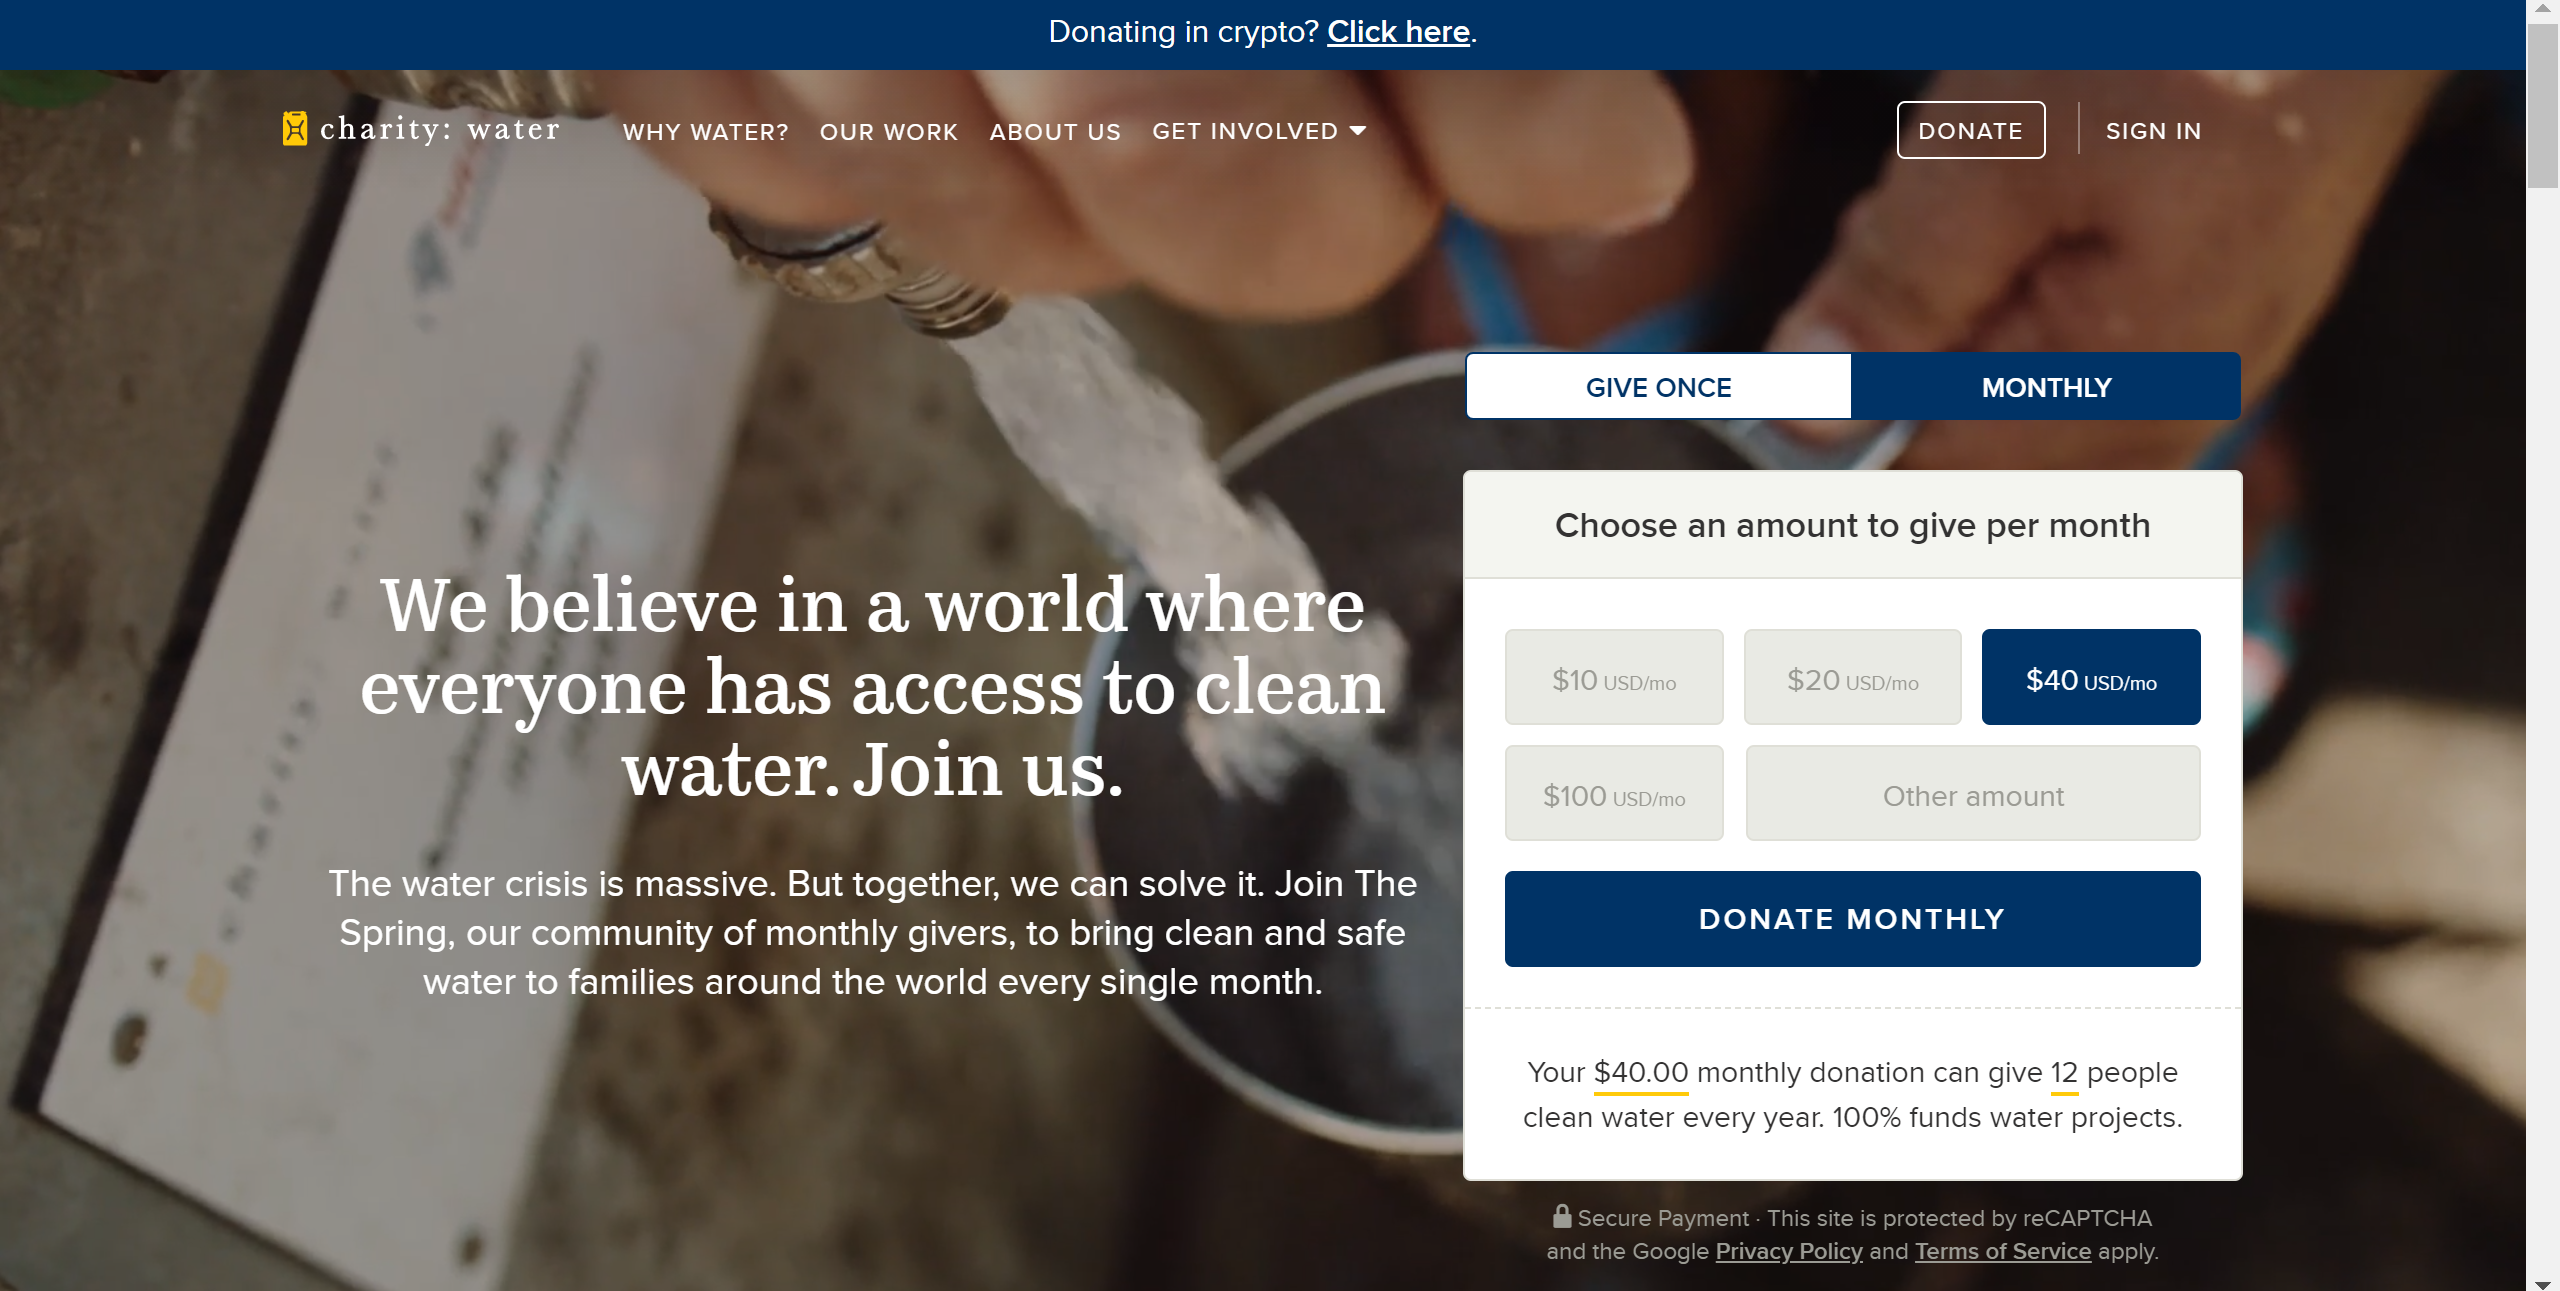 Donating in crypto? Click here.
charity: water
WHY WATER?
OUR WORK
ABOUT US
GET INVOLVED
DONATE
SIGN IN
GIVE ONCE
MONTHLY
We believe in a world where
everyone has access to clean
water. Join us.
The water crisis is massive. But together, we can solve it. Join The
Spring, our community of monthly givers, to bring clean and safe
water to families around the world every single month.
Choose an amount to give per month
$10 USD/mo
$20 USD/mo
$40 USD/mo
$100 USD/mo
Other amount
DONATE MONTHLY
Your $40.00 monthly donation can give 12 people
clean water every year. 100% funds water projects.
Secure Payment · This site is protected by reCAPTCHA
and the Google Privacy Policy and Terms of Service apply.